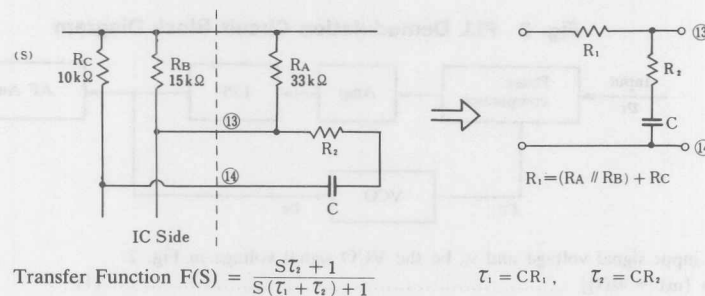 (S)
RC
10kΩ
RB
15kΩ
RA
33kΩ
⑬
R₂
⑭
C
IC Side
R₁
⑬
R₂
C
⑭
R₁=(RA // RB) + RC
Transfer Function F(S) = Sτ₂ + 1 / S(τ₁ + τ₂) + 1
τ₁ = CR₁ , τ₂ = CR₂